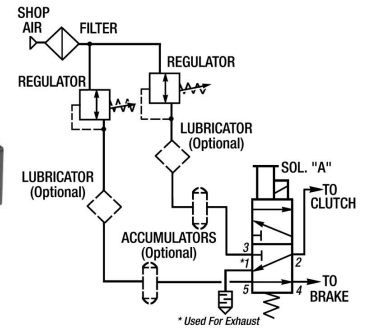 SHOP
AIR
FILTER
REGULATOR
REGULATOR
LUBRICATOR
(Optional)
SOL. "A"
LUBRICATOR
(Optional)
TO
CLUTCH
ACCUMULATORS
(Optional)
3
*1
2
5
4
TO
BRAKE
* Used For Exhaust